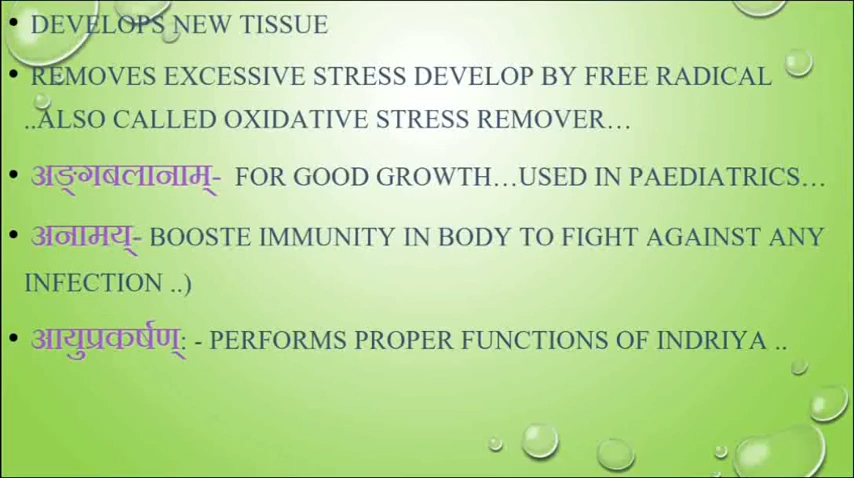 • DEVELOPS NEW TISSUE
• REMOVES EXCESSIVE STRESS DEVELOP BY FREE RADICAL
..ALSO CALLED OXIDATIVE STRESS REMOVER…
• अङ्गबलानाम्- FOR GOOD GROWTH…USED IN PAEDIATRICS…
• अनामय्- BOOSTE IMMUNITY IN BODY TO FIGHT AGAINST ANY
INFECTION ..)
• आयुप्रकर्षण्: - PERFORMS PROPER FUNCTIONS OF INDRIYA ..